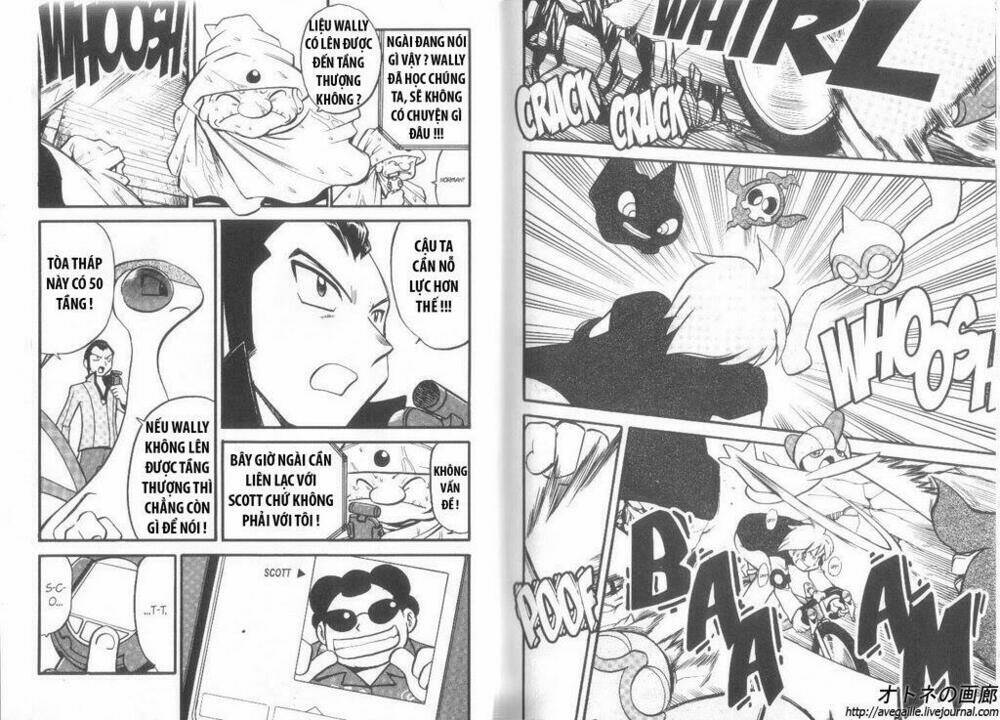 WHOOSH
LIỆU WALLY
CÓ LÊN ĐƯỢC
ĐẾN TẦNG
THƯỢNG
KHÔNG ?
NGÀI ĐANG NÓI
GÌ VẬY ? WALLY
ĐÃ HỌC CHÚNG
TA, SẼ KHÔNG
CÓ CHUYỆN GÌ
ĐÂU !!!
NORMAN?
TÒA THÁP
NÀY CÓ 50
TẦNG !
CẬU TA
CẦN NỖ
LỰC HƠN
THẾ !!!
NẾU WALLY
KHÔNG LÊN
ĐƯỢC TẦNG
THƯỢNG THÌ
CHẲNG CÒN
GÌ ĐỂ NÓI !
BÂY GIỜ NGÀI CẦN
LIÊN LẠC VỚI
SCOTT CHỨ KHÔNG
PHẢI VỚI TÔI !
KHÔNG
VẤN
ĐỀ !
S-C-
O...
...T-T.
SCOTT
WHIRL
CRACK
CRACK
WHOOSH
POOF
BAAAM
オトネの画廊
http://avegaille.livejournal.com